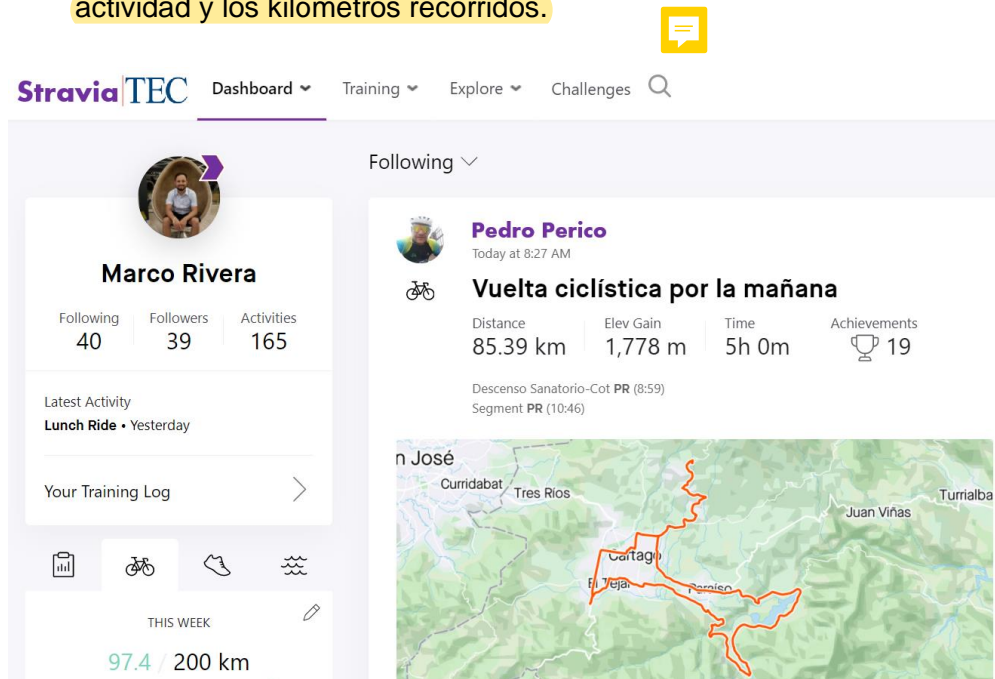 actividad y los kilómetros recorridos.
Stravia TEC Dashboard Training Explore Challenges
Following
Marco Rivera
Following Followers Activities
40 39 165
Latest Activity
Lunch Ride • Yesterday
Your Training Log
THIS WEEK
97.4 / 200 km
Pedro Perico
Today at 8:27 AM
Vuelta ciclística por la mañana
Distance Elev Gain Time Achievements
85.39 km 1,778 m 5h 0m 19
Descenso Sanatorio-Cot PR (8:59)
Segment PR (10:46)
n José
Curridabat
Tres Rios
Turrialba
Juan Viñas
Cartago
El Tejar
Paraíso